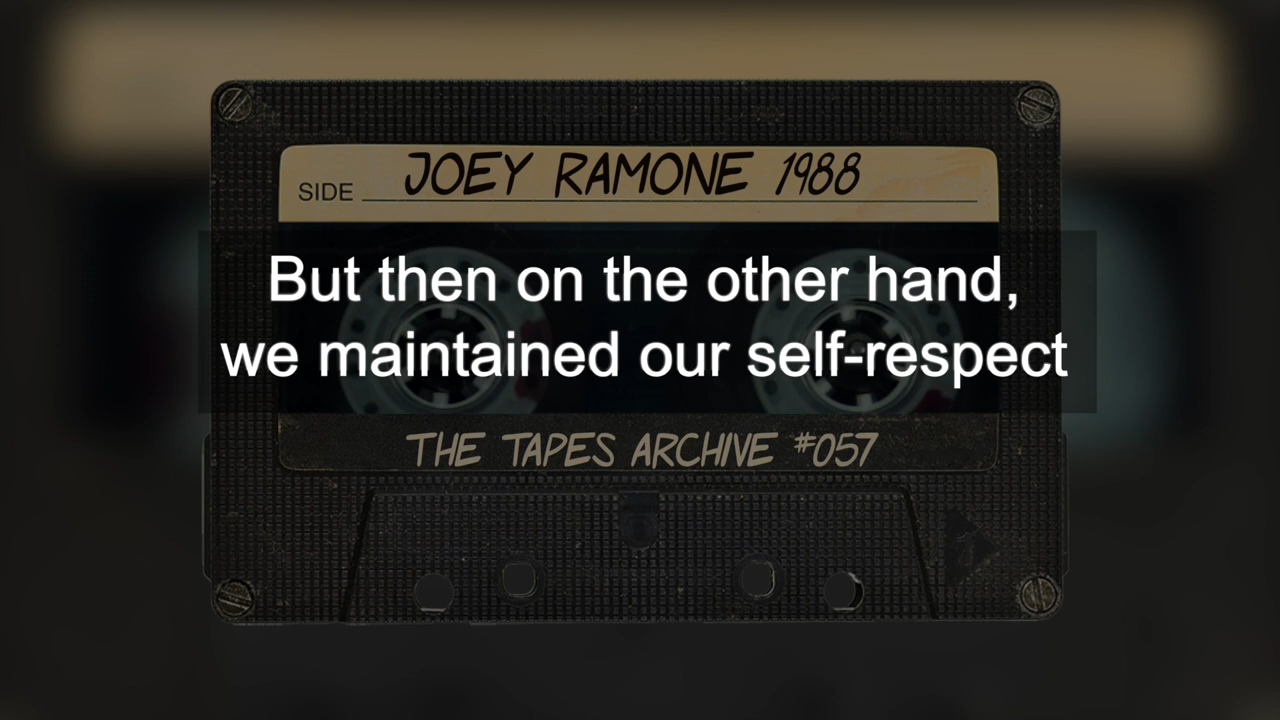 JOEY RAMONE 1988
SIDE
But then on the other hand,
we maintained our self-respect
THE TAPES ARCHIVE #057